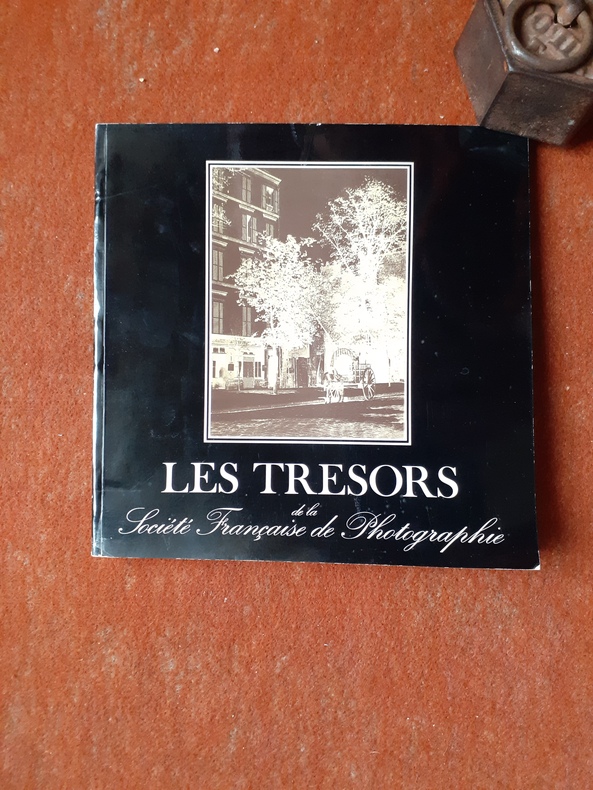 LES TRESORS
de la
Société Française de Photographie